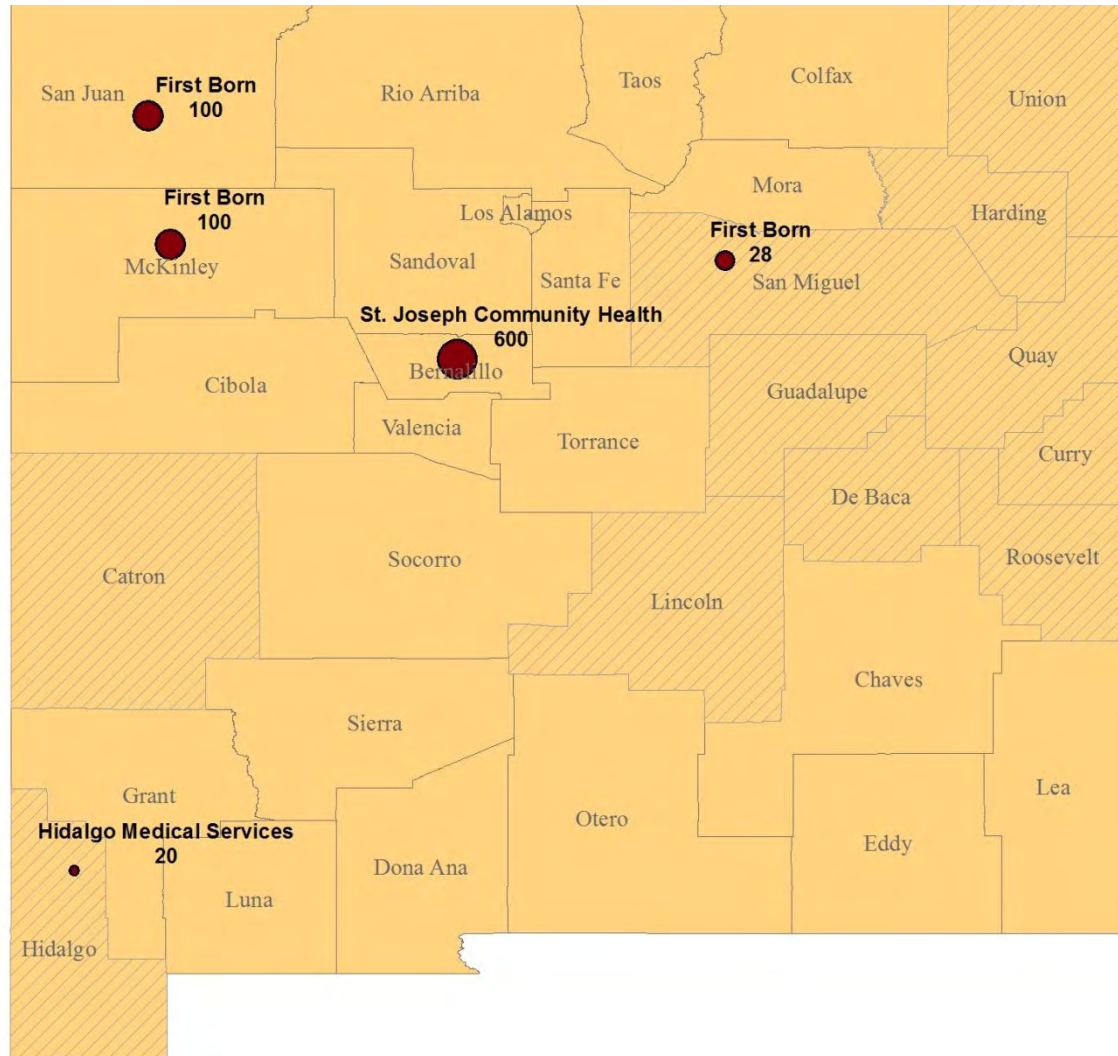 First Born
100
San Juan
Rio Arriba
Taos
Colfax
Union
First Born
100
McKinley
Los Alamos
Sandoval
Santa Fe
Mora
Harding
First Born
28
San Miguel
St. Joseph Community Health
600
Bernalillo
Cibola
Valencia
Torrance
Guadalupe
Quay
Curry
De Baca
Roosevelt
Catron
Socorro
Lincoln
Chaves
Sierra
Grant
Hidalgo Medical Services
20
Hidalgo
Luna
Dona Ana
Otero
Eddy
Lea